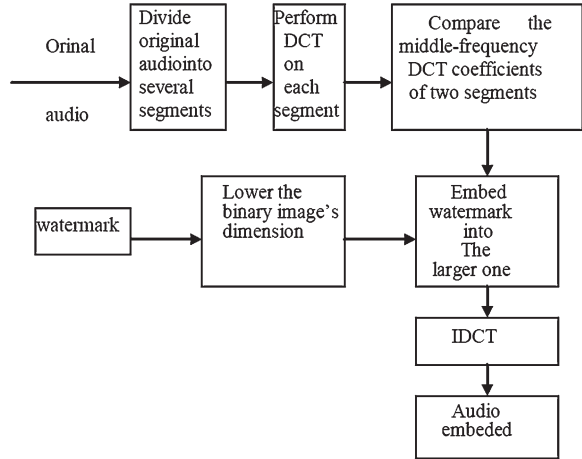 Orinal
audio
Divide
original
audiointo
several
segments
Perform
DCT
on
each
segment
Compare the
middle-frequency
DCT coefficients
of two segments
watermark
Lower the
binary image's
dimension
Embed
watermark
into
The
larger one
IDCT
Audio
embeded